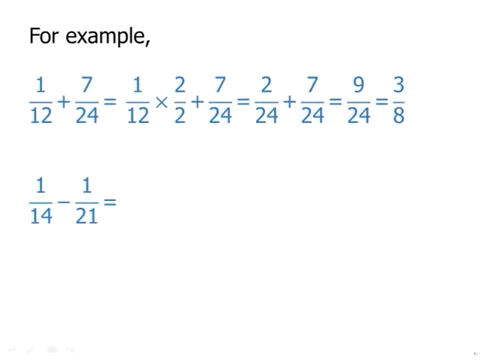 For example,
1/12 + 7/24 = 1/12 × 2/2 + 7/24 = 2/24 + 7/24 = 9/24 = 3/8
1/14 − 1/21 =